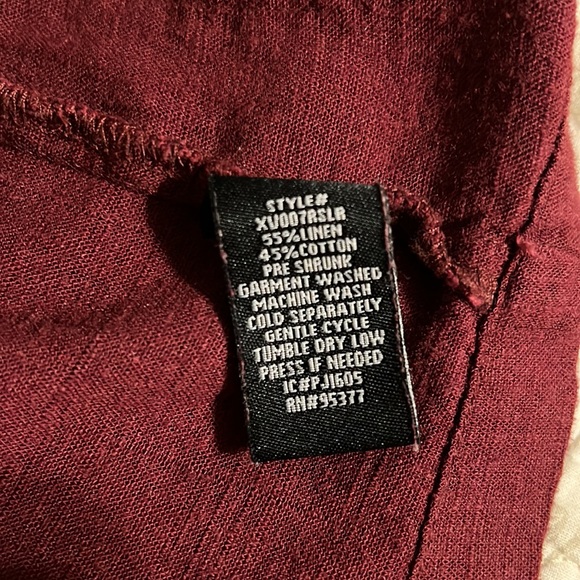 STYLE#
XV007RSLR
55%LINEN
45%COTTON
PRE SHRUNK
GARMENT WASHED
MACHINE WASH
COLD SEPARATELY
GENTLE CYCLE
TUMBLE DRY LOW
PRESS IF NEEDED
IC#PJ1605
RN#95377